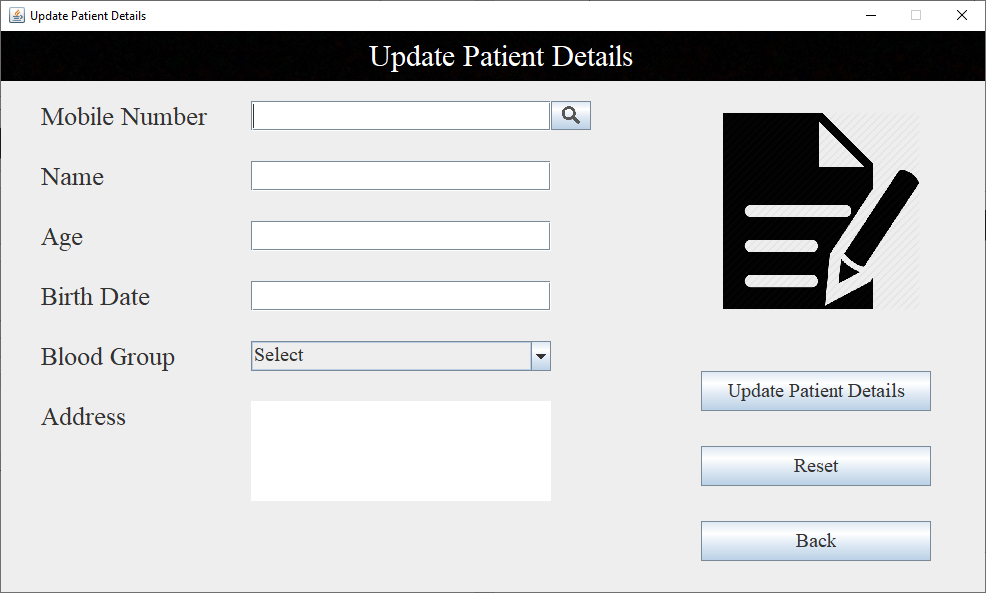 Update Patient Details
Update Patient Details
Mobile Number
Name
Age
Birth Date
Blood Group
Select
Address
Update Patient Details
Reset
Back